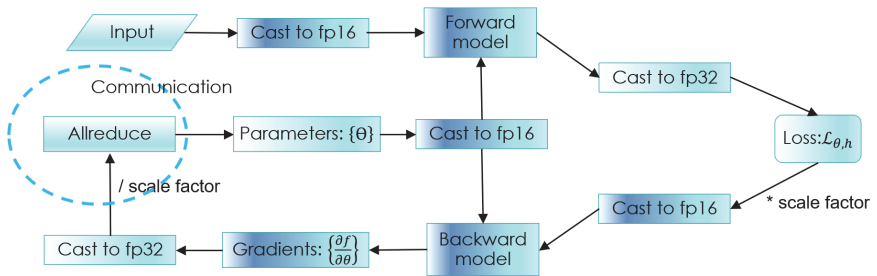 Input
Cast to fp16
Forward
model
Cast to fp32
Communication
Allreduce
Parameters: {θ}
Cast to fp16
Loss:ℒθ,h
/ scale factor
Cast to fp16
* scale factor
Cast to fp32
Gradients: {∂f/∂θ}
Backward
model